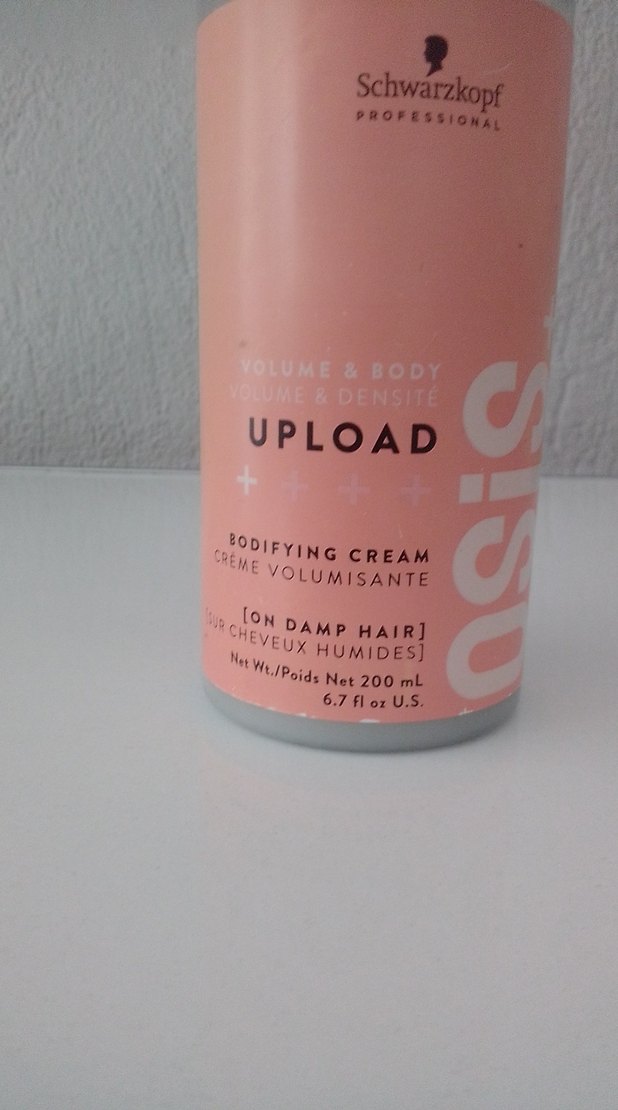 Schwarzkopf
PROFESSIONAL
VOLUME & BODY
VOLUME & DENSITÉ
UPLOAD
+ + + +
BODIFYING CREAM
CRÈME VOLUMISANTE
[ON DAMP HAIR]
[SUR CHEVEUX HUMIDES]
Net Wt./Poids Net 200 mL
6.7 fl oz U.S.
OSiS+